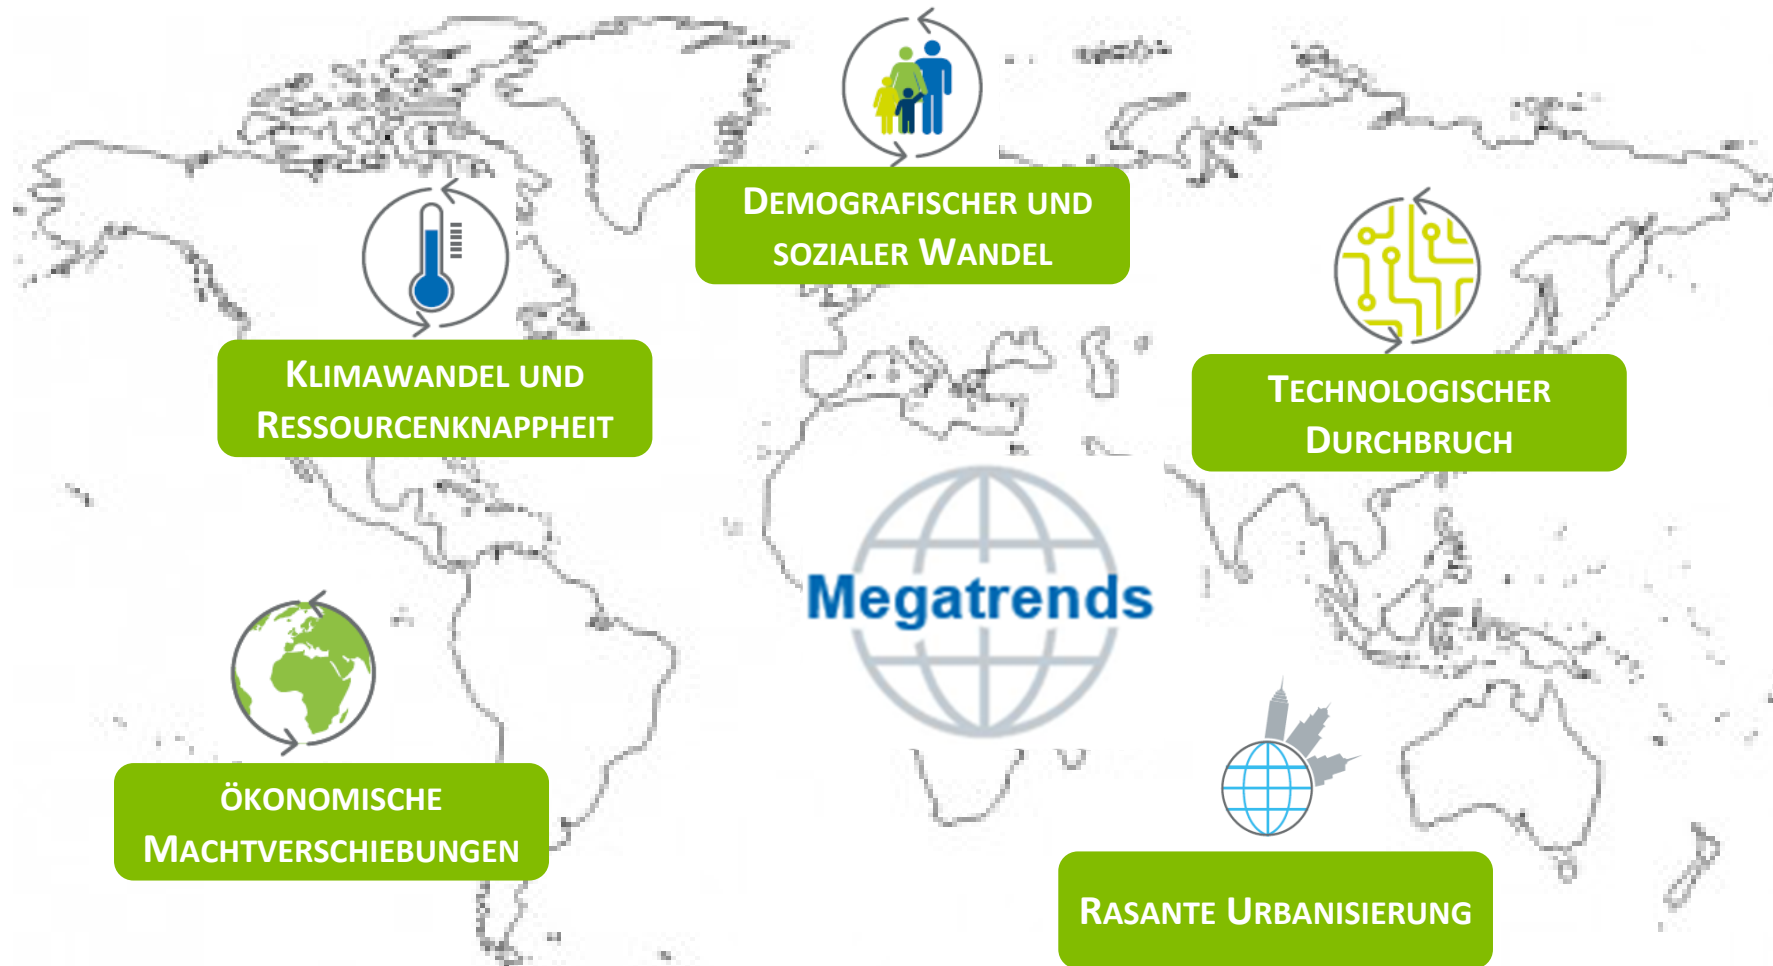 DEMOGRAFISCHER UND
SOZIALER WANDEL
KLIMAWANDEL UND
RESSOURCENKNAPPHEIT
TECHNOLOGISCHER
DURCHBRUCH
Megatrends
ÖKONOMISCHE
MACHTVERSCHIEBUNGEN
RASANTE URBANISIERUNG